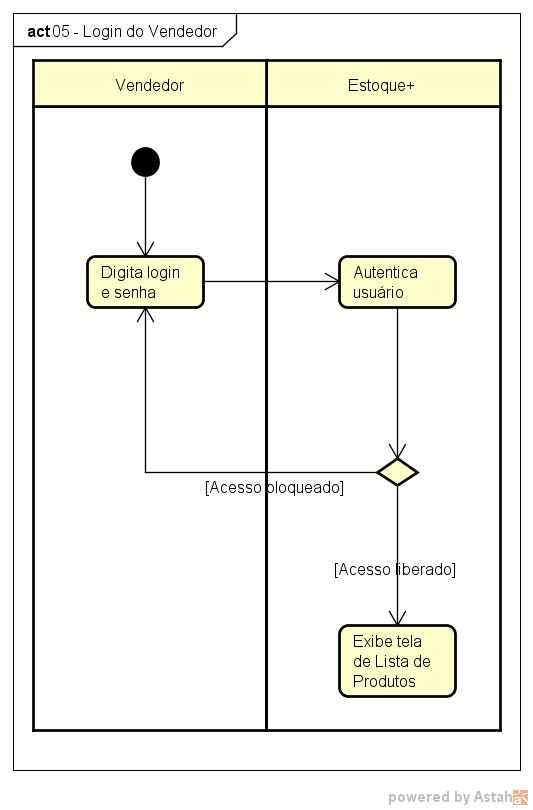 act 05 - Login do Vendedor
Vendedor
Estoque+
Digita login
e senha
Autentica
usuário
[Acesso bloqueado]
[Acesso liberado]
Exibe tela
de Lista de
Produtos
powered by Astah